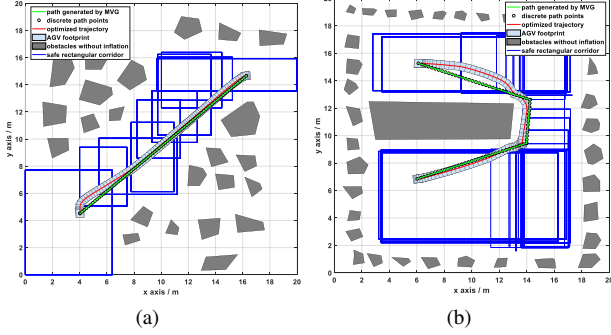 path generated by MVG
discrete path points
optimized trajectory
AGV footprint
obstacles without inflation
safe rectangular corridor
y axis / m
20
18
16
14
12
10
8
6
4
2
0
0 2 4 6 8 10 12 14 16 18 20
x axis / m
(a)
path generated by MVG
discrete path points
optimized trajectory
AGV footprint
obstacles without inflation
safe rectangular corridor
y axis / m
20
18
16
14
12
10
8
6
4
2
0
0 2 4 6 8 10 12 14 16 18 20
x axis / m
(b)